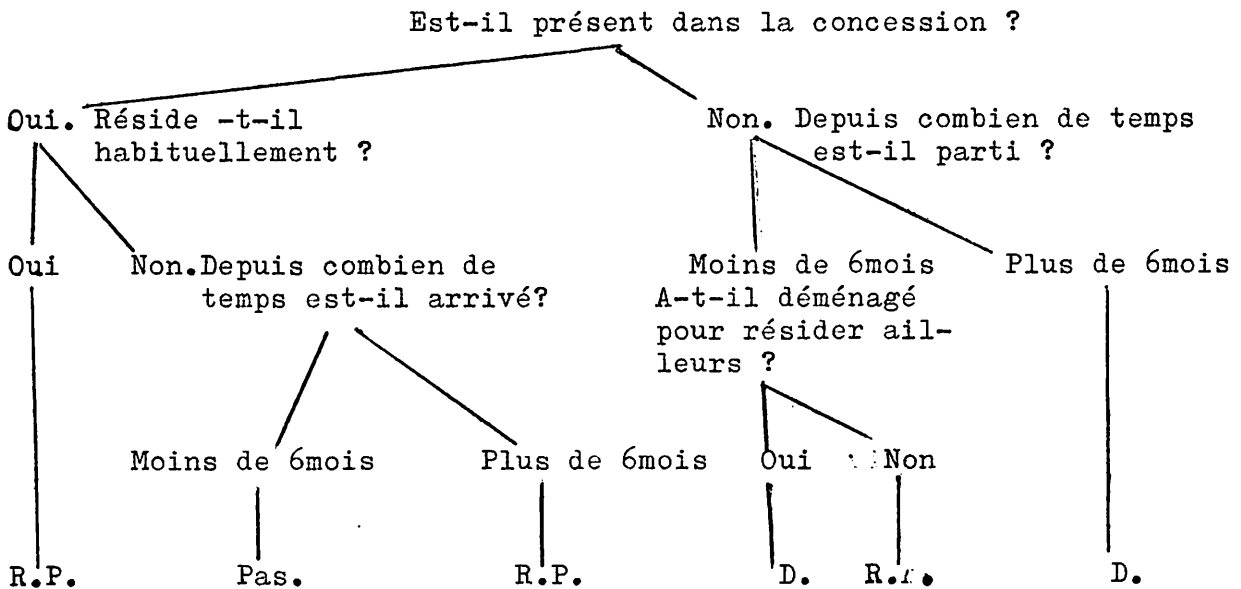 Est-il présent dans la concession ?
Oui. Réside -t-il
habituellement ?
Non. Depuis combien de temps
est-il parti ?
Oui
Non.Depuis combien de
temps est-il arrivé?
Moins de 6mois
A-t-il déménagé
pour résider ail-
leurs ?
Plus de 6mois
Moins de 6mois
Plus de 6mois
Oui
Non
R.P.
Pas.
R.P.
D.
D.